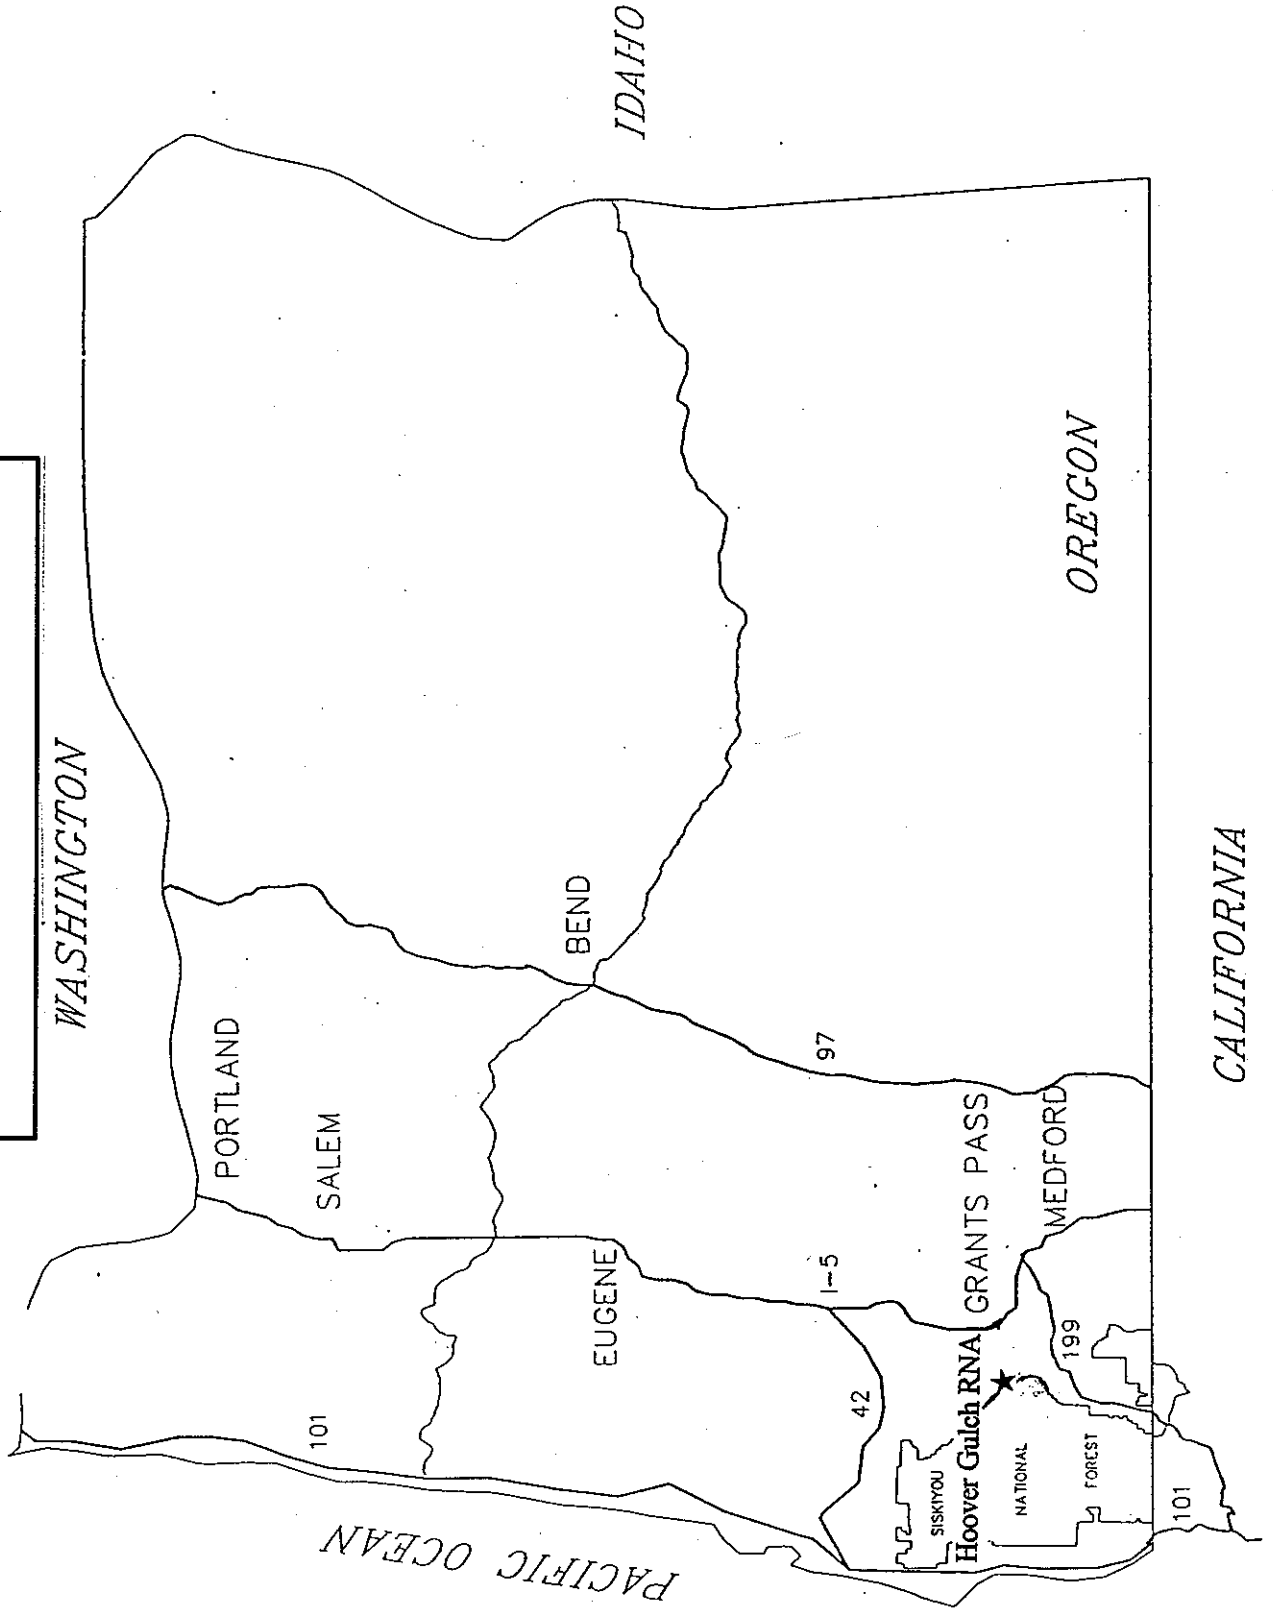 WASHINGTON
IDAHO
PACIFIC OCEAN
101
PORTLAND
SALEM
BEND
EUGENE
I-5
97
42
SISKIYOU
Hoover Gulch RNA
NATIONAL
FOREST
GRANTS PASS
MEDFORD
199
OREGON
101
CALIFORNIA